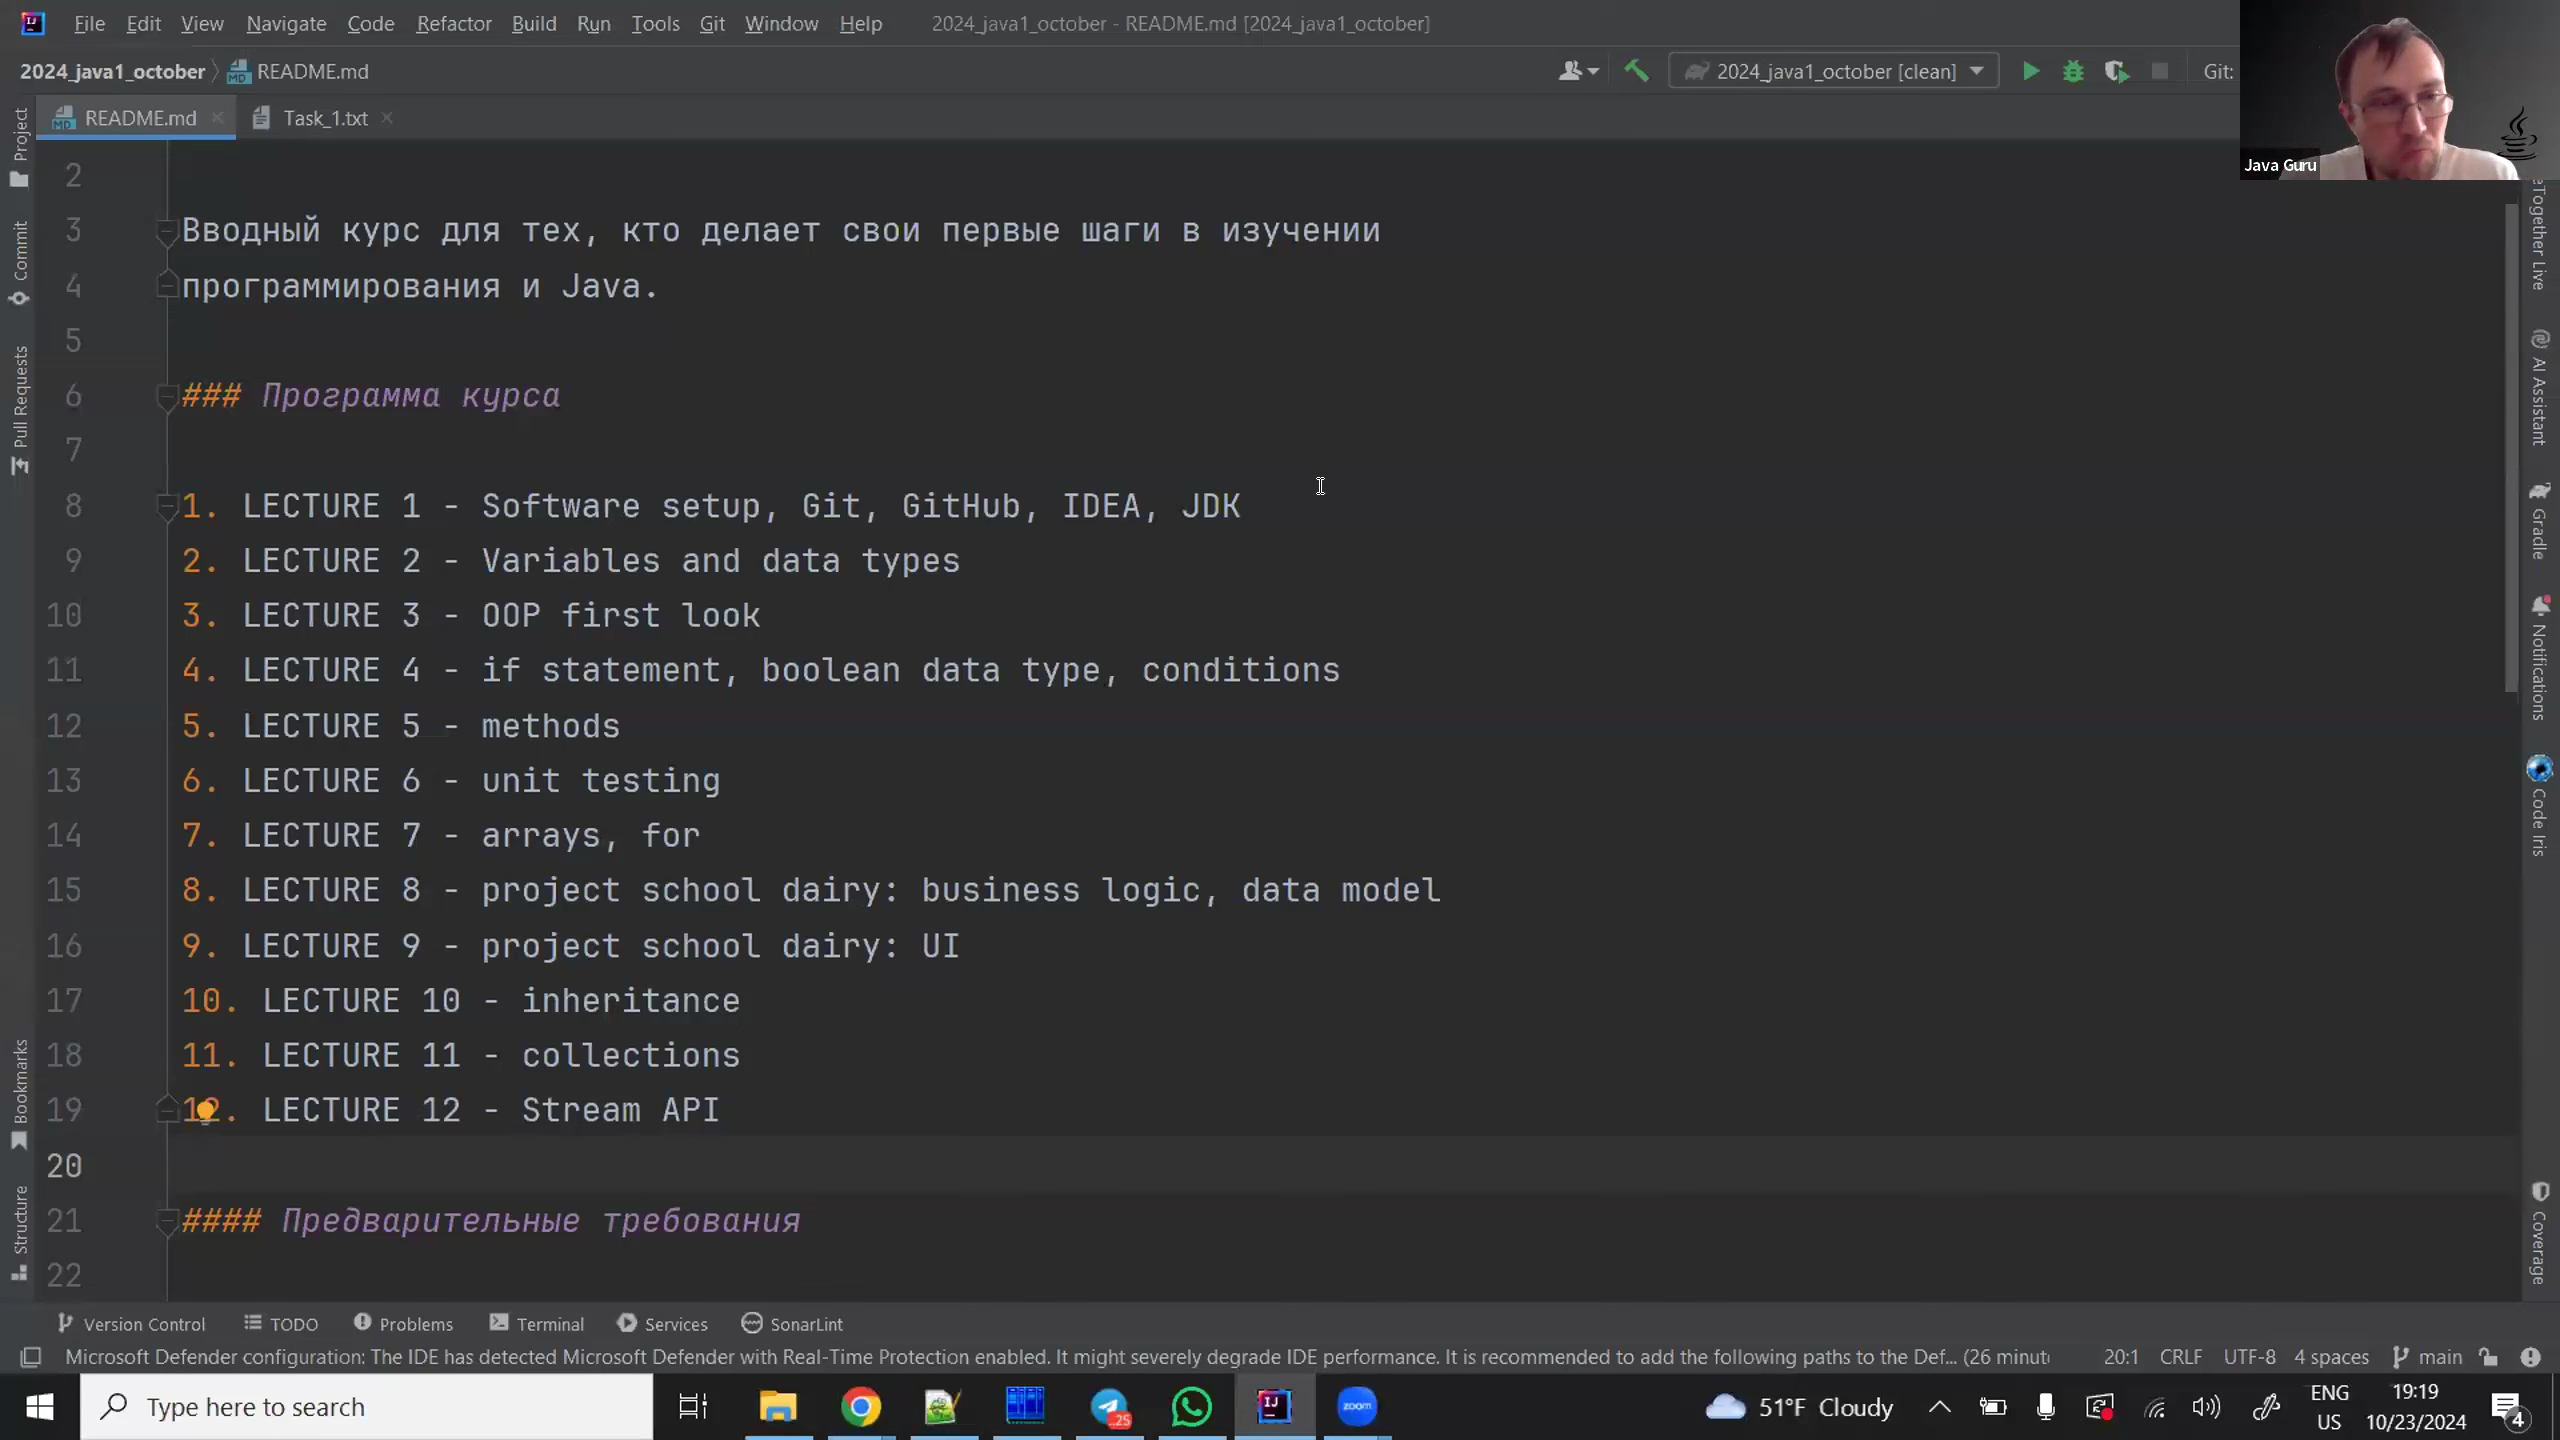 File Edit View Navigate Code Refactor Build Run Tools Git Window Help 2024_java1_october - README.md [2024_java1_october]
2024_java1_october README.md 2024_java1_october [clean] Git:
README.md Task_1.txt
Java Guru
Project
Commit
Pull Requests
Bookmarks
Structure
2
3 Вводный курс для тех, кто делает свои первые шаги в изучении
4 программирования и Java.
5
6 ### Программа курса
7
8 1. LECTURE 1 - Software setup, Git, GitHub, IDEA, JDK
9 2. LECTURE 2 - Variables and data types
10 3. LECTURE 3 - OOP first look
11 4. LECTURE 4 - if statement, boolean data type, conditions
12 5. LECTURE 5 - methods
13 6. LECTURE 6 - unit testing
14 7. LECTURE 7 - arrays, for
15 8. LECTURE 8 - project school dairy: business logic, data model
16 9. LECTURE 9 - project school dairy: UI
17 10. LECTURE 10 - inheritance
18 11. LECTURE 11 - collections
19 12. LECTURE 12 - Stream API
20
21 #### Предварительные требования
22
eTogether Live
AI Assistant
Gradle
Notifications
Code Iris
Coverage
Version Control TODO Problems Terminal Services SonarLint
Microsoft Defender configuration: The IDE has detected Microsoft Defender with Real-Time Protection enabled. It might severely degrade IDE performance. It is recommended to add the following paths to the Def... (26 minut 20:1 CRLF UTF-8 4 spaces main
Type here to search 25 zoom 51°F Cloudy ENG 19:19
US 10/23/2024 4